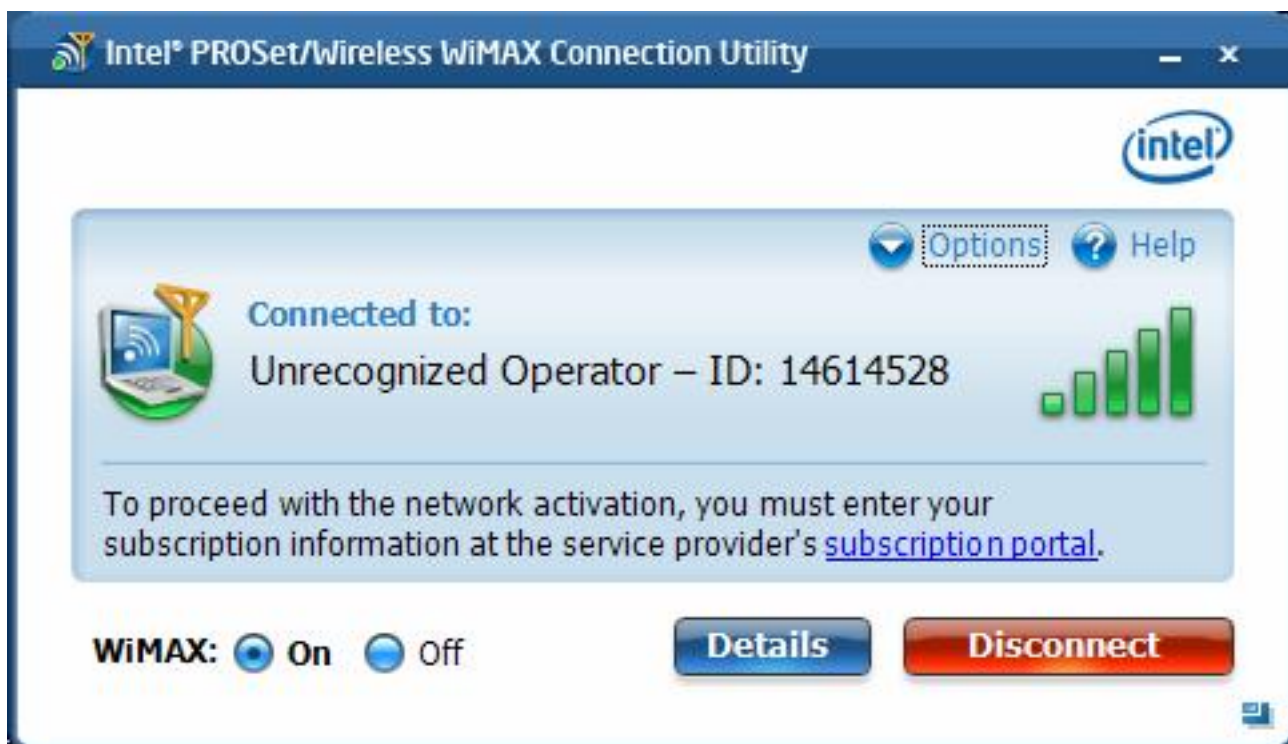 Intel® PROSet/Wireless WiMAX Connection Utility
intel
Options Help
Connected to:
Unrecognized Operator – ID: 14614528
To proceed with the network activation, you must enter your
subscription information at the service provider's subscription portal.
WiMAX: On Off Details Disconnect